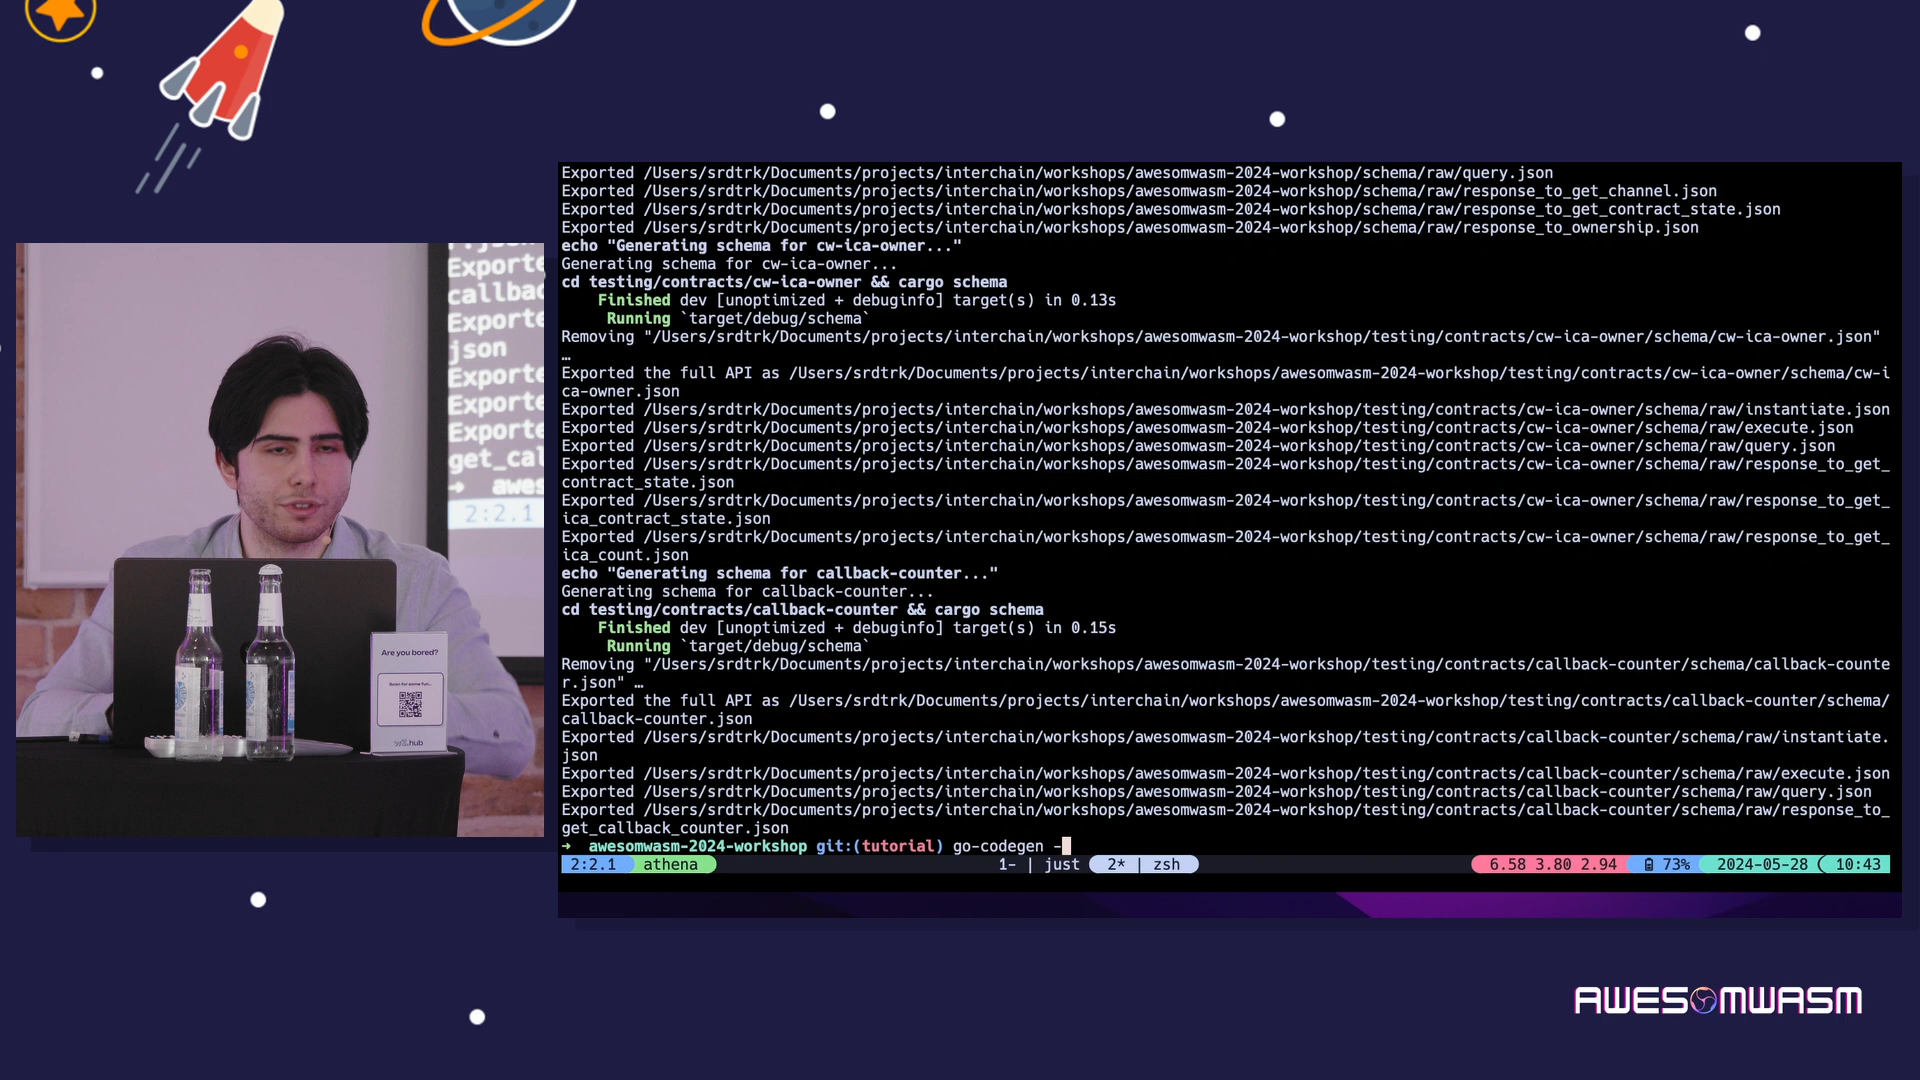 Exported /Users/srdtrk/Documents/projects/interchain/workshops/awesomwasm-2024-workshop/schema/raw/query.json
Exported /Users/srdtrk/Documents/projects/interchain/workshops/awesomwasm-2024-workshop/schema/raw/response_to_get_channel.json
Exported /Users/srdtrk/Documents/projects/interchain/workshops/awesomwasm-2024-workshop/schema/raw/response_to_get_contract_state.json
Exported /Users/srdtrk/Documents/projects/interchain/workshops/awesomwasm-2024-workshop/schema/raw/response_to_ownership.json
echo "Generating schema for cw-ica-owner..."
Generating schema for cw-ica-owner...
cd testing/contracts/cw-ica-owner && cargo schema
Finished dev [unoptimized + debuginfo] target(s) in 0.13s
Running `target/debug/schema`
Removing "/Users/srdtrk/Documents/projects/interchain/workshops/awesomwasm-2024-workshop/testing/contracts/cw-ica-owner/schema/cw-ica-owner.json"
…
Exported the full API as /Users/srdtrk/Documents/projects/interchain/workshops/awesomwasm-2024-workshop/testing/contracts/cw-ica-owner/schema/cw-i
ca-owner.json
Exported /Users/srdtrk/Documents/projects/interchain/workshops/awesomwasm-2024-workshop/testing/contracts/cw-ica-owner/schema/raw/instantiate.json
Exported /Users/srdtrk/Documents/projects/interchain/workshops/awesomwasm-2024-workshop/testing/contracts/cw-ica-owner/schema/raw/execute.json
Exported /Users/srdtrk/Documents/projects/interchain/workshops/awesomwasm-2024-workshop/testing/contracts/cw-ica-owner/schema/raw/query.json
Exported /Users/srdtrk/Documents/projects/interchain/workshops/awesomwasm-2024-workshop/testing/contracts/cw-ica-owner/schema/raw/response_to_get_
contract_state.json
Exported /Users/srdtrk/Documents/projects/interchain/workshops/awesomwasm-2024-workshop/testing/contracts/cw-ica-owner/schema/raw/response_to_get_
ica_contract_state.json
Exported /Users/srdtrk/Documents/projects/interchain/workshops/awesomwasm-2024-workshop/testing/contracts/cw-ica-owner/schema/raw/response_to_get_
ica_count.json
echo "Generating schema for callback-counter..."
Generating schema for callback-counter...
cd testing/contracts/callback-counter && cargo schema
Finished dev [unoptimized + debuginfo] target(s) in 0.15s
Running `target/debug/schema`
Removing "/Users/srdtrk/Documents/projects/interchain/workshops/awesomwasm-2024-workshop/testing/contracts/callback-counter/schema/callback-counte
r.json" …
Exported the full API as /Users/srdtrk/Documents/projects/interchain/workshops/awesomwasm-2024-workshop/testing/contracts/callback-counter/schema/
callback-counter.json
Exported /Users/srdtrk/Documents/projects/interchain/workshops/awesomwasm-2024-workshop/testing/contracts/callback-counter/schema/raw/instantiate.
json
Exported /Users/srdtrk/Documents/projects/interchain/workshops/awesomwasm-2024-workshop/testing/contracts/callback-counter/schema/raw/execute.json
Exported /Users/srdtrk/Documents/projects/interchain/workshops/awesomwasm-2024-workshop/testing/contracts/callback-counter/schema/raw/query.json
Exported /Users/srdtrk/Documents/projects/interchain/workshops/awesomwasm-2024-workshop/testing/contracts/callback-counter/schema/raw/response_to_
get_callback_counter.json
→ awesomwasm-2024-workshop git:(tutorial) go-codegen -
2:2.1 athena 1- | just 2* | zsh 6.58 3.80 2.94 73% 2024-05-28 ( 10:43
Exporte
callbac
Exporte
json
Exporte
Exporte
Exporte
get_cal
→ awes
2:2.1
Are you bored?
Scan for some fun...
w3.hub
AWESOMWASM